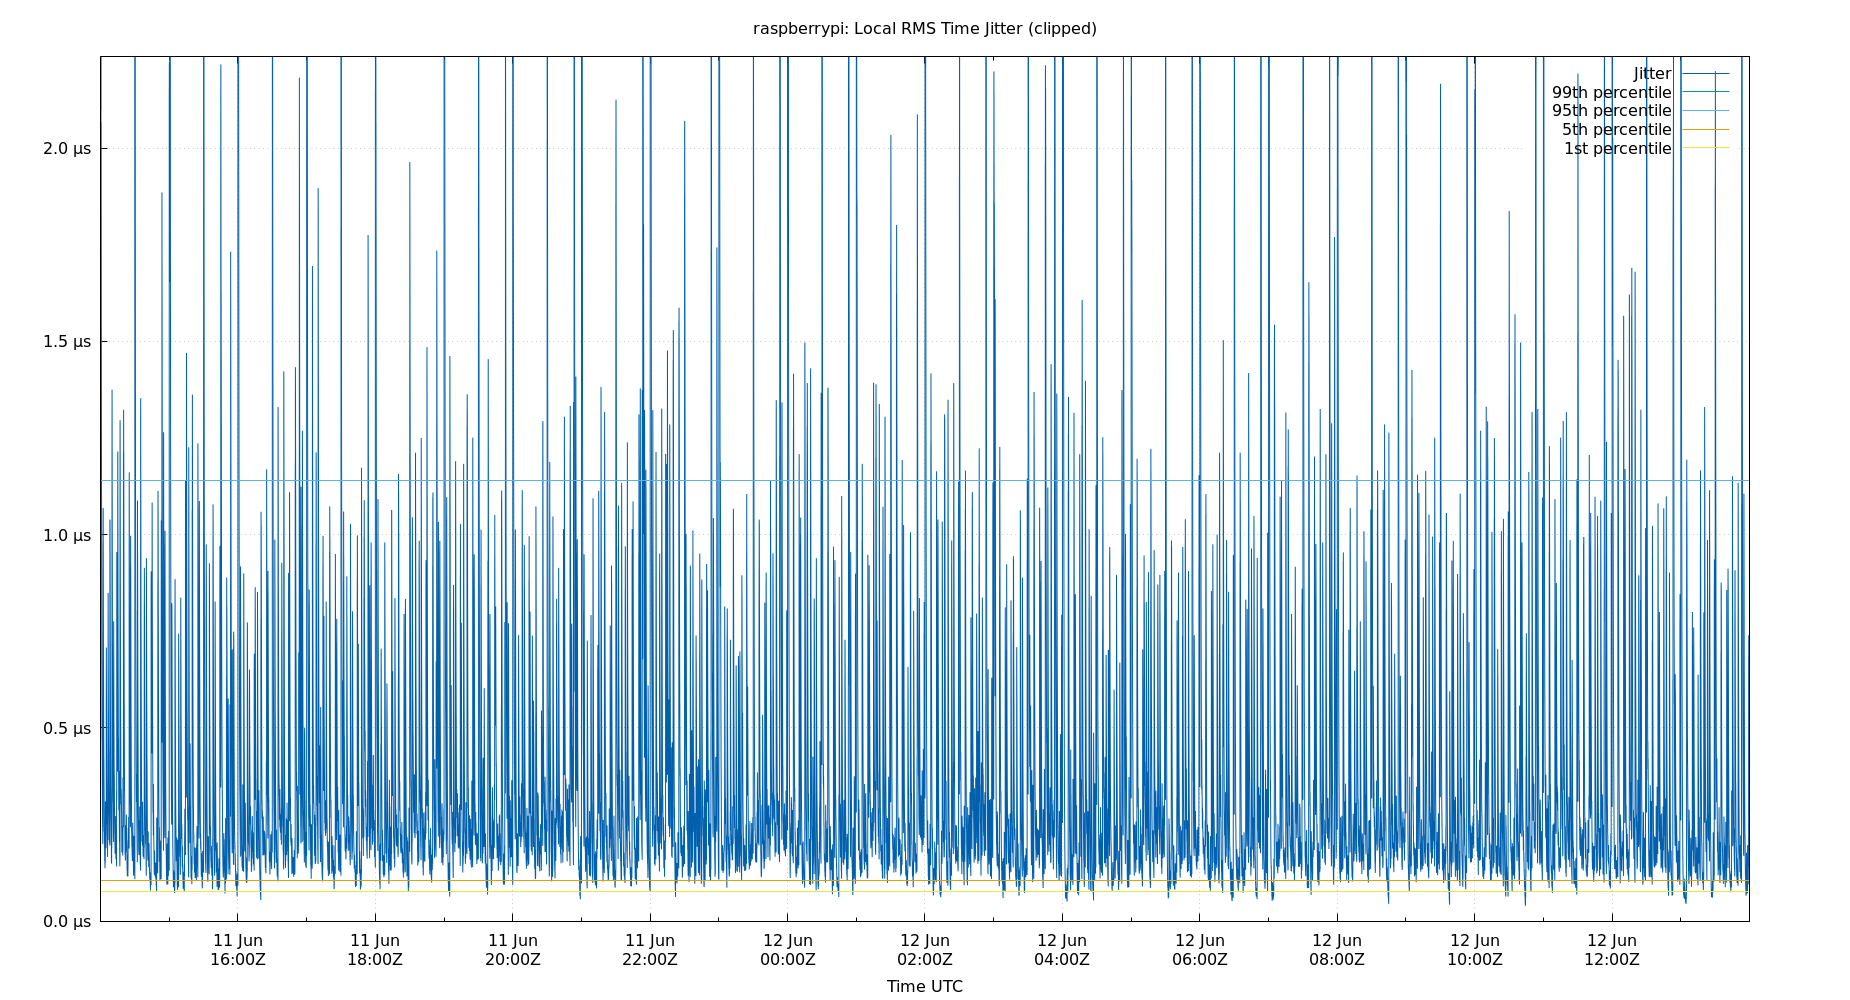 raspberrypi: Local RMS Time Jitter (clipped)
Jitter
99th percentile
95th percentile
5th percentile
1st percentile
2.0 µs
1.5 µs
1.0 µs
0.5 µs
0.0 µs
11 Jun 11 Jun 11 Jun 11 Jun 12 Jun 12 Jun 12 Jun 12 Jun 12 Jun 12 Jun 12 Jun
16:00Z 18:00Z 20:00Z 22:00Z 00:00Z 02:00Z 04:00Z 06:00Z 08:00Z 10:00Z 12:00Z
Time UTC